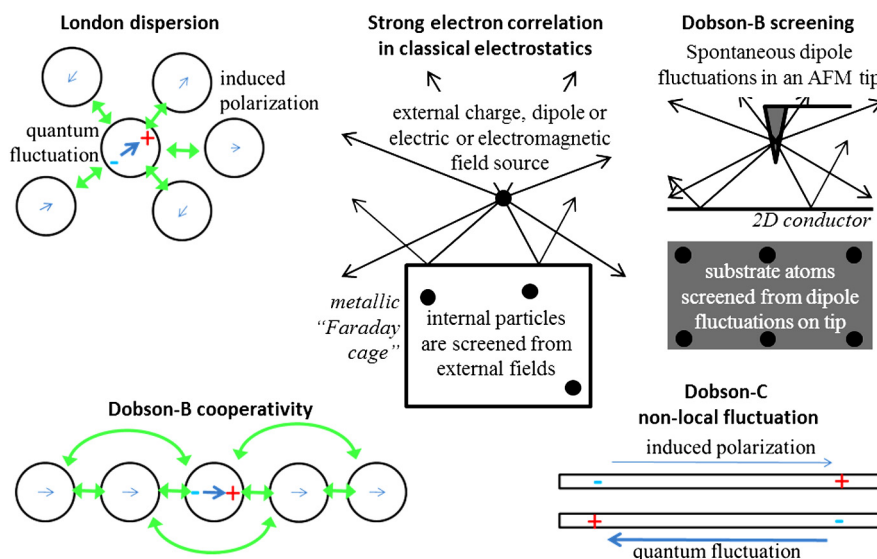 London dispersion
induced
polarization
quantum
fluctuation
-
+
Strong electron correlation
in classical electrostatics
external charge, dipole or
electric or electromagnetic
field source
metallic
“Faraday
cage”
internal particles
are screened from
external fields
Dobson-B screening
Spontaneous dipole
fluctuations in an AFM tip
2D conductor
substrate atoms
screened from dipole
fluctuations on tip
Dobson-B cooperativity
- +
Dobson-C
non-local fluctuation
induced polarization
- +
+ -
quantum fluctuation